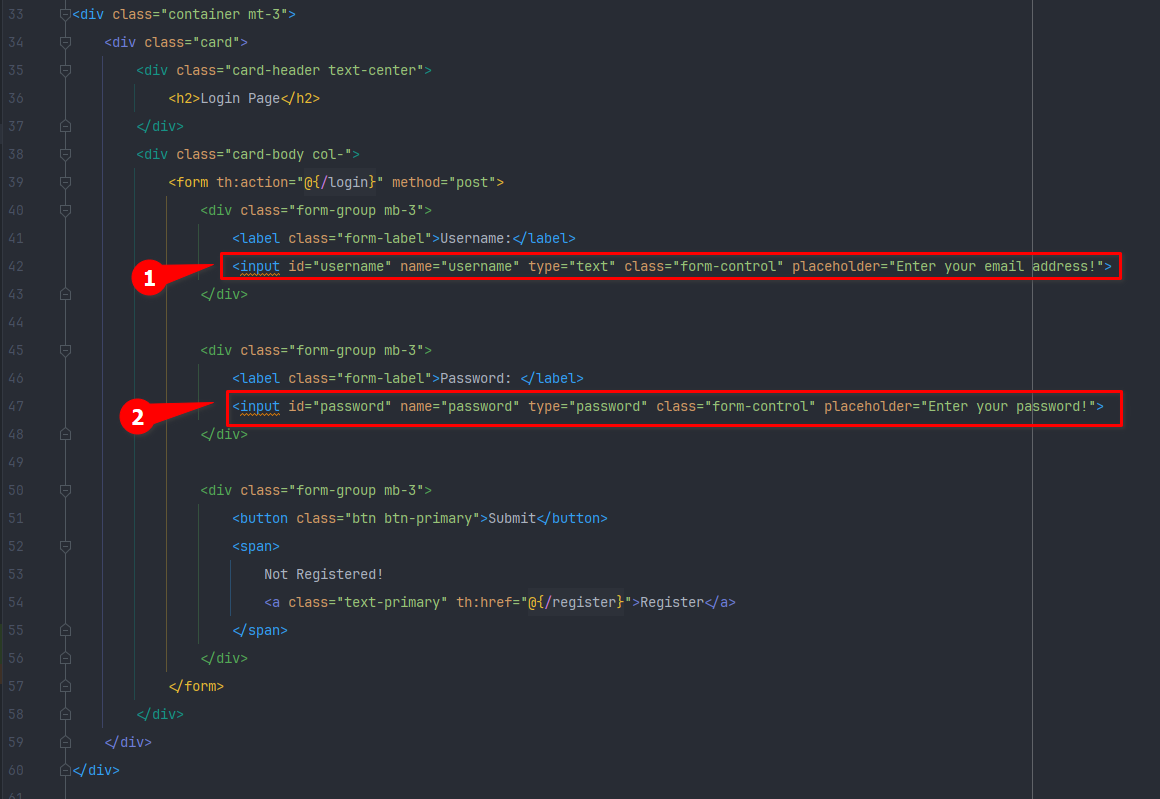 33 <div class="container mt-3">
34 <div class="card">
35 <div class="card-header text-center">
36 <h2>Login Page</h2>
37 </div>
38 <div class="card-body col-">
39 <form th:action="@{/login}" method="post">
40 <div class="form-group mb-3">
41 <label class="form-label">Username:</label>
1
42 <input id="username" name="username" type="text" class="form-control" placeholder="Enter your email address!">
43 </div>
44
45 <div class="form-group mb-3">
46 <label class="form-label">Password: </label>
2
47 <input id="password" name="password" type="password" class="form-control" placeholder="Enter your password!">
48 </div>
49
50 <div class="form-group mb-3">
51 <button class="btn btn-primary">Submit</button>
52 <span>
53 Not Registered!
54 <a class="text-primary" th:href="@{/register}">Register</a>
55 </span>
56 </div>
57 </form>
58 </div>
59 </div>
60 </div>
61